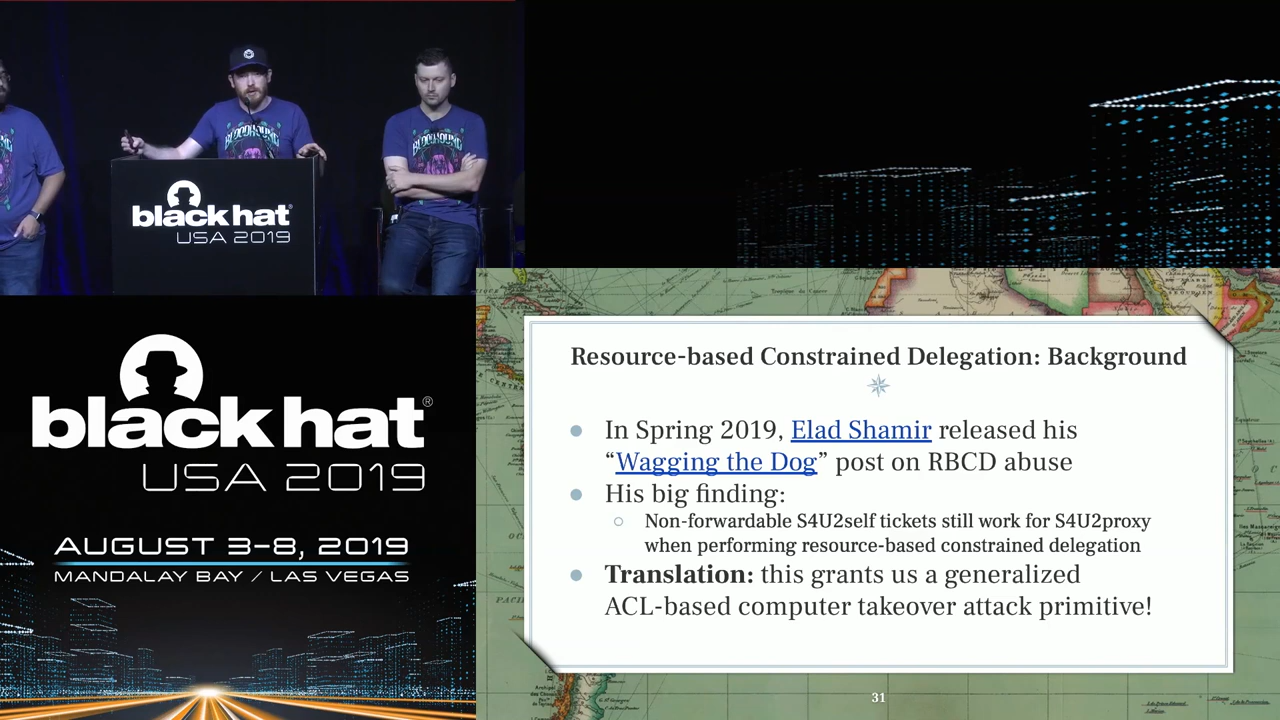 BLOODHOUND
BLOODHOUND
black hat
USA 2019
black hat®
USA 2019
AUGUST 3-8, 2019
MANDALAY BAY / LAS VEGAS
Resource-based Constrained Delegation: Background
● In Spring 2019, Elad Shamir released his
“Wagging the Dog” post on RBCD abuse
● His big finding:
○ Non-forwardable S4U2self tickets still work for S4U2proxy
when performing resource-based constrained delegation
● Translation: this grants us a generalized
ACL-based computer takeover attack primitive!
31